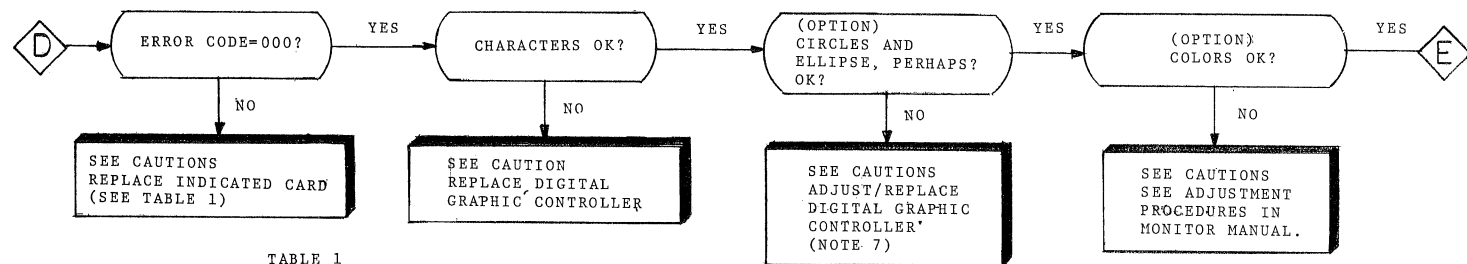 D
ERROR CODE=000?
YES
CHARACTERS OK?
YES
(OPTION)
CIRCLES AND
ELLIPSE, PERHAPS?
OK?
YES
(OPTION)
COLORS OK?
YES
E
NO
NO
NO
NO
SEE CAUTIONS
REPLACE INDICATED CARD
(SEE TABLE 1)
SEE CAUTION
REPLACE DIGITAL
GRAPHIC CONTROLLER
SEE CAUTIONS
ADJUST/REPLACE
DIGITAL GRAPHIC
CONTROLLER
(NOTE 7)
SEE CAUTIONS
SEE ADJUSTMENT
PROCEDURES IN
MONITOR MANUAL.
TABLE 1